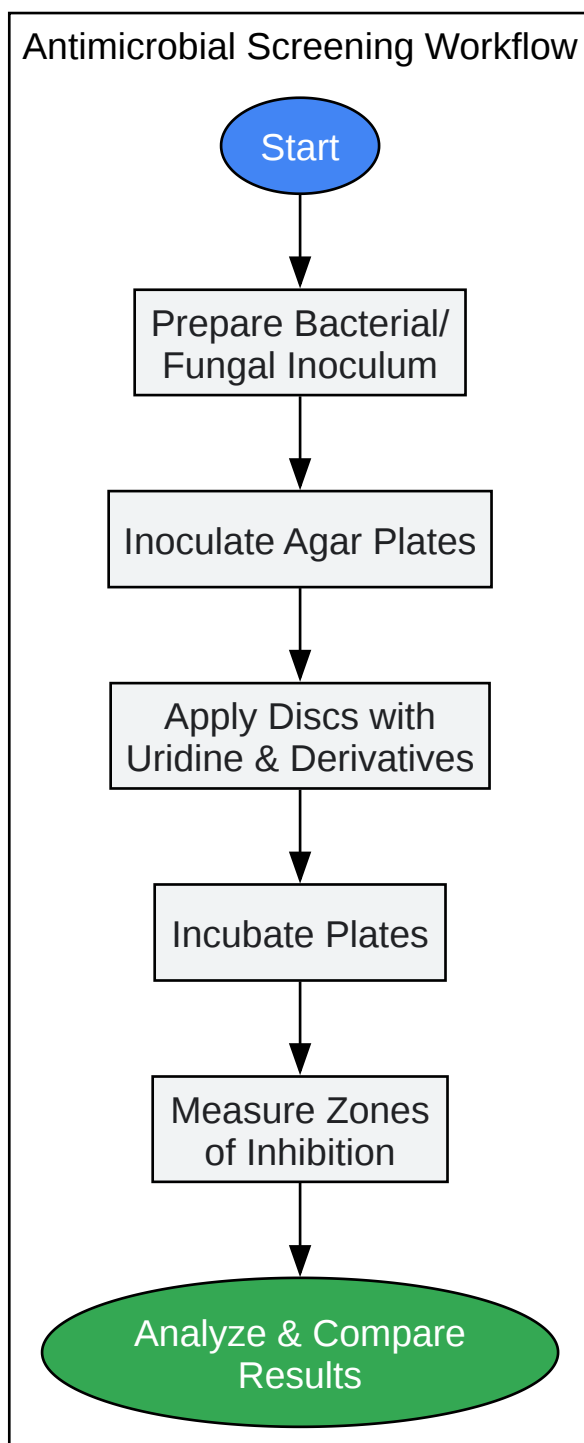 Antimicrobial Screening Workflow
Start
Prepare Bacterial/
Fungal Inoculum
Inoculate Agar Plates
Apply Discs with
Uridine & Derivatives
Incubate Plates
Measure Zones
of Inhibition
Analyze & Compare
Results